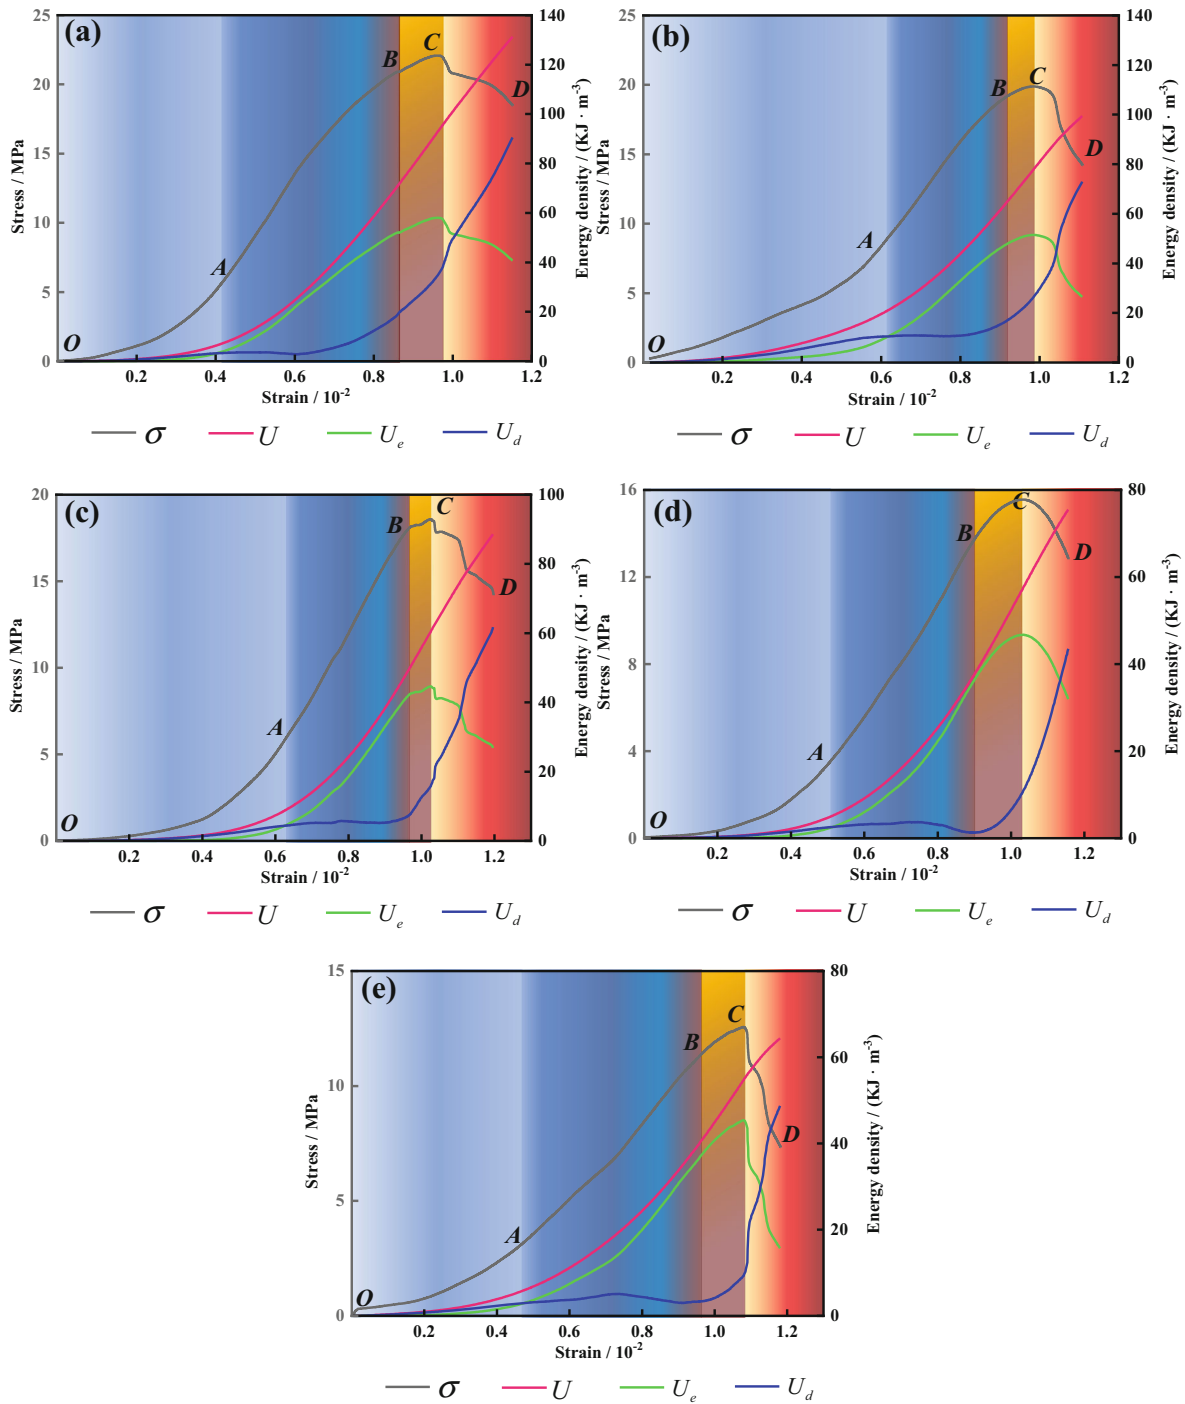 (a)
25
20
15
10
5
0
Stress / MPa
140
120
100
80
60
40
20
0
Energy density / (KJ · m⁻³)
O
A
B
C
D
0.2 0.4 0.6 0.8 1.0 1.2
Strain / 10⁻²
σ U Uₑ U_d
(b)
25
20
15
10
5
0
Stress / MPa
140
120
100
80
60
40
20
0
Energy density / (KJ · m⁻³)
O
A
B
C
D
0.2 0.4 0.6 0.8 1.0 1.2
Strain / 10⁻²
σ U Uₑ U_d
(c)
20
15
10
5
0
Stress / MPa
100
80
60
40
20
0
Energy density / (KJ · m⁻³)
O
A
B
C
D
0.2 0.4 0.6 0.8 1.0 1.2
Strain / 10⁻²
σ U Uₑ U_d
(d)
16
12
8
4
0
Stress / MPa
80
60
40
20
0
Energy density / (KJ · m⁻³)
O
A
B
C
D
0.2 0.4 0.6 0.8 1.0 1.2
Strain / 10⁻²
σ U Uₑ U_d
(e)
15
10
5
0
Stress / MPa
80
60
40
20
0
Energy density / (KJ · m⁻³)
O
A
B
C
D
0.2 0.4 0.6 0.8 1.0 1.2
Strain / 10⁻²
σ U Uₑ U_d